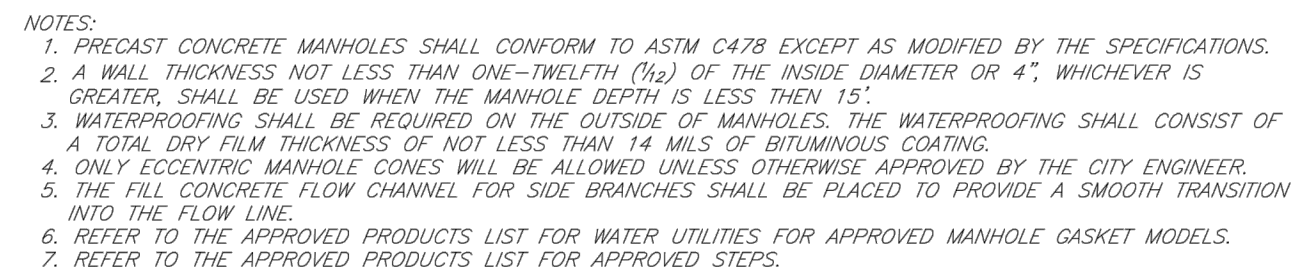 NOTES:
1. PRECAST CONCRETE MANHOLES SHALL CONFORM TO ASTM C478 EXCEPT AS MODIFIED BY THE SPECIFICATIONS.
2. A WALL THICKNESS NOT LESS THAN ONE-TWELFTH (1/12) OF THE INSIDE DIAMETER OR 4", WHICHEVER IS
GREATER, SHALL BE USED WHEN THE MANHOLE DEPTH IS LESS THEN 15'.
3. WATERPROOFING SHALL BE REQUIRED ON THE OUTSIDE OF MANHOLES. THE WATERPROOFING SHALL CONSIST OF
A TOTAL DRY FILM THICKNESS OF NOT LESS THAN 14 MILS OF BITUMINOUS COATING.
4. ONLY ECCENTRIC MANHOLE CONES WILL BE ALLOWED UNLESS OTHERWISE APPROVED BY THE CITY ENGINEER.
5. THE FILL CONCRETE FLOW CHANNEL FOR SIDE BRANCHES SHALL BE PLACED TO PROVIDE A SMOOTH TRANSITION
INTO THE FLOW LINE.
6. REFER TO THE APPROVED PRODUCTS LIST FOR WATER UTILITIES FOR APPROVED MANHOLE GASKET MODELS.
7. REFER TO THE APPROVED PRODUCTS LIST FOR APPROVED STEPS.